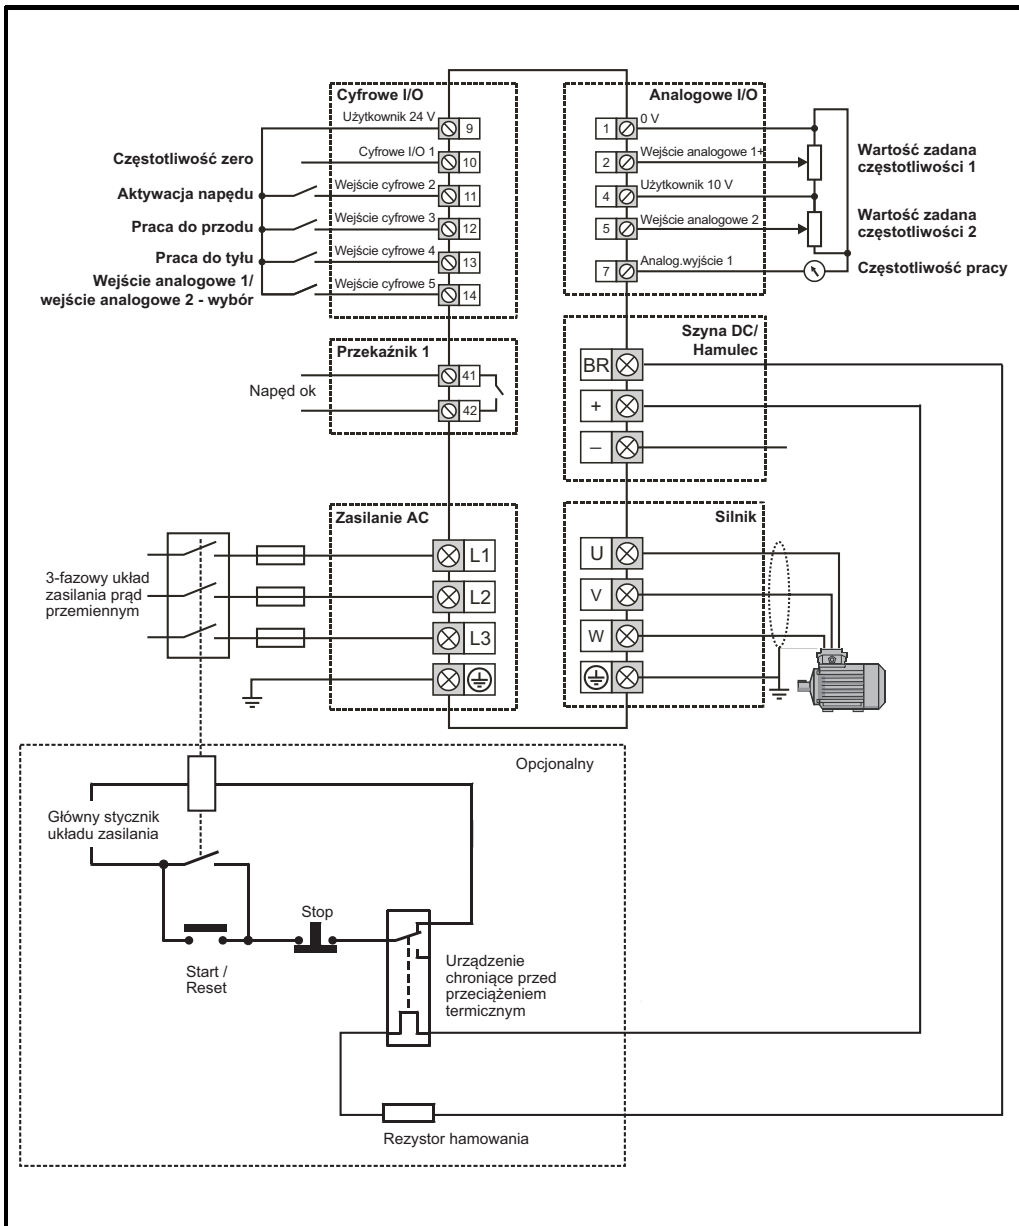 Cyfrowe I/O
Użytkownik 24 V
9
Częstotliwość zero
Cyfrowe I/O 1
10
Aktywacja napędu
Wejście cyfrowe 2
11
Praca do przodu
Wejście cyfrowe 3
12
Praca do tyłu
Wejście cyfrowe 4
13
Wejście analogowe 1/
wejście analogowe 2 - wybór
Wejście cyfrowe 5
14
Analogowe I/O
1
0 V
2
Wejście analogowe 1+
Wartość zadana
częstotliwości 1
4
Użytkownik 10 V
5
Wejście analogowe 2
Wartość zadana
częstotliwości 2
7
Analog.wyjście 1
Częstotliwość pracy
Przekaźnik 1
Napęd ok
41
42
Szyna DC/
Hamulec
BR
+
–
Zasilanie AC
3-fazowy układ
zasilania prąd
przemiennym
L1
L2
L3
Silnik
U
V
W
Opcjonalny
Główny stycznik
układu zasilania
Stop
Start /
Reset
Urządzenie
chroniące przed
przeciążeniem
termicznym
Rezystor hamowania